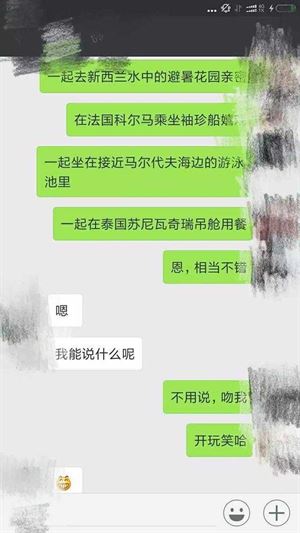 一起去新西兰水中的避暑花园亲密
在法国科尔马乘坐袖珍船嬉
一起坐在接近马尔代夫海边的游泳
池里
一起在泰国苏尼瓦奇瑞吊舱用餐
恩，相当不错
嗯
我能说什么呢
不用说，吻我
开玩笑哈